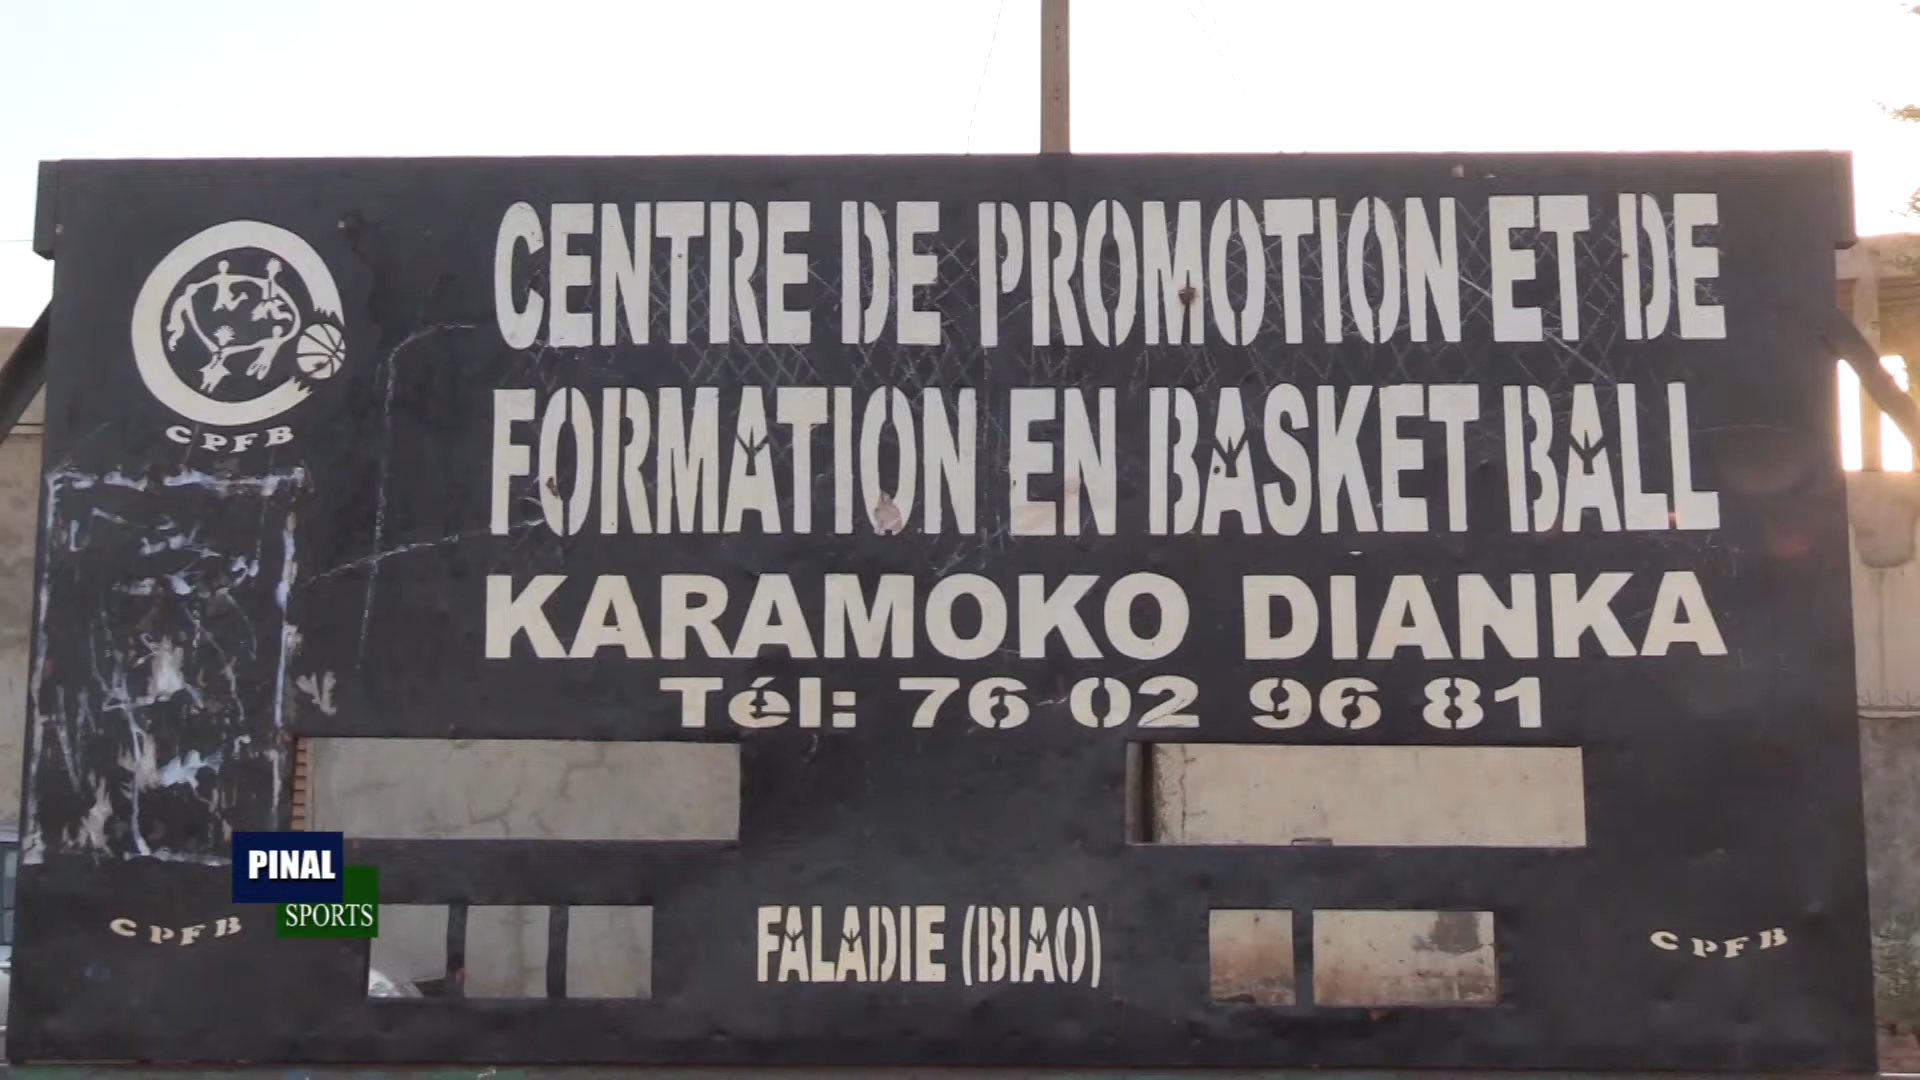 CENTRE DE PROMOTION ET DE
FORMATION EN BASKET BALL
KARAMOKO DIANKA
Tél: 76 02 96 81
CPFB
PINAL
SPORTS
CPFB
FALADIE (BIAO)
CPFB